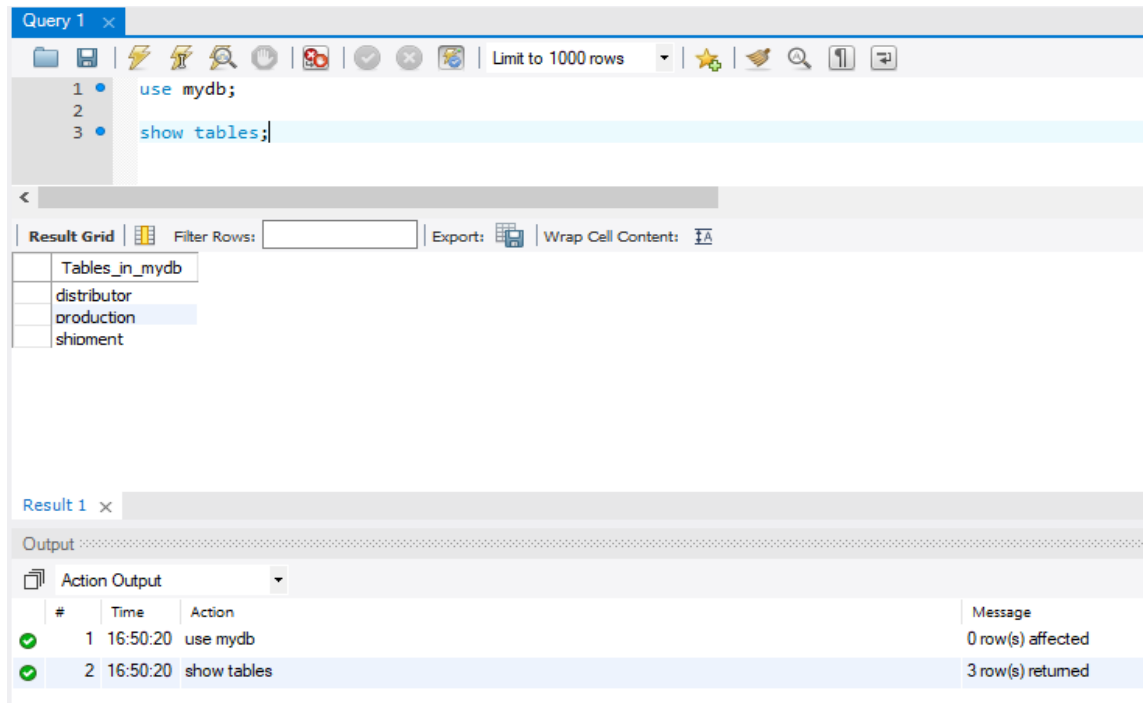 Query 1
Limit to 1000 rows
1 use mydb;
2
3 show tables;
Result Grid Filter Rows: Export: Wrap Cell Content:
Tables_in_mydb
distributor
production
shipment
Result 1
Output
Action Output
# Time Action Message
1 16:50:20 use mydb 0 row(s) affected
2 16:50:20 show tables 3 row(s) returned